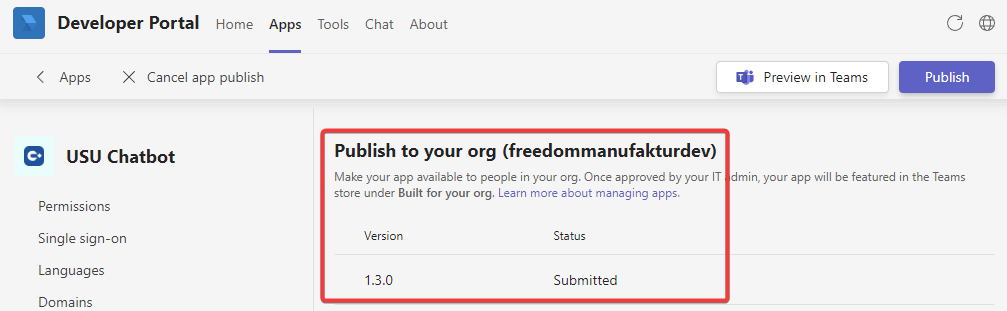 Developer Portal Home Apps Tools Chat About
Apps Cancel app publish Preview in Teams Publish
USU Chatbot
Permissions
Single sign-on
Languages
Domains
Publish to your org (freedommanufakturdev)
Make your app available to people in your org. Once approved by your IT admin, your app will be featured in the Teams
store under Built for your org. Learn more about managing apps.
Version Status
1.3.0 Submitted